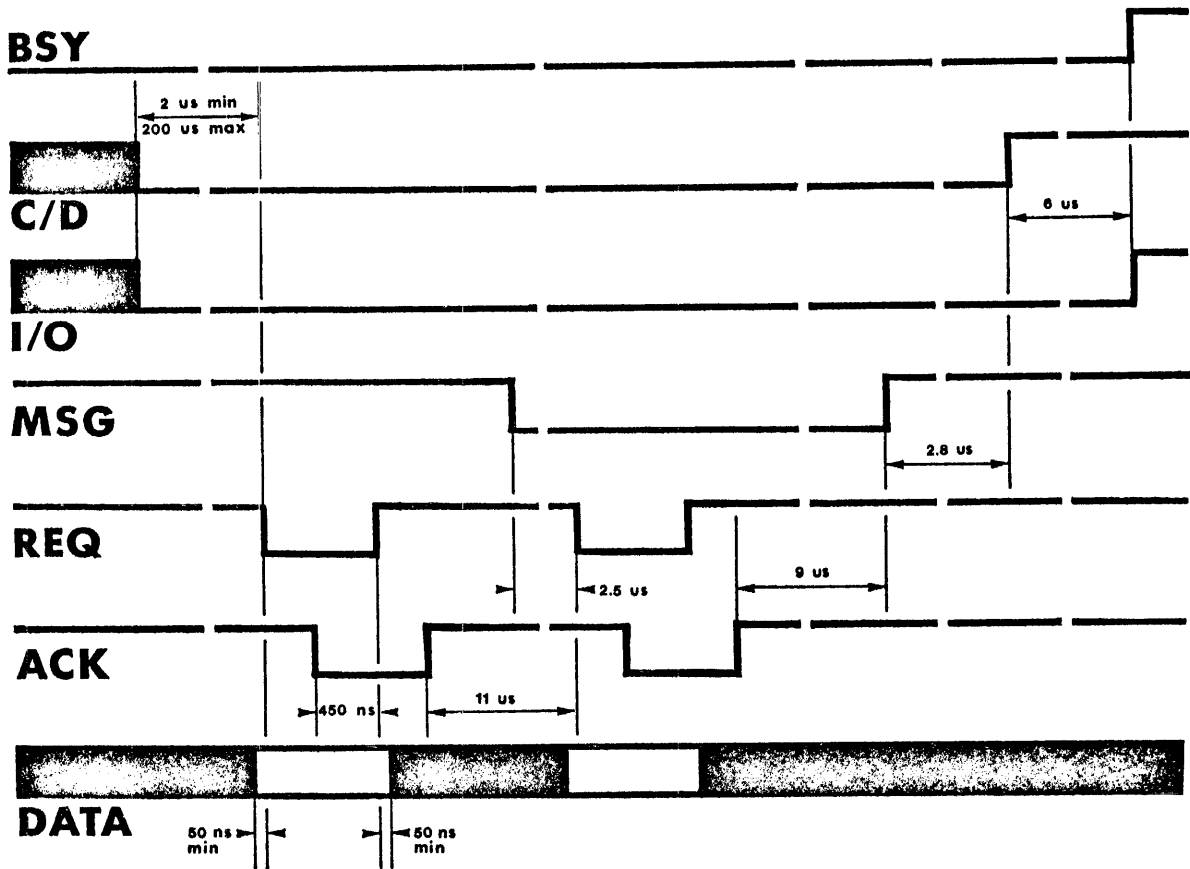 BSY
2 us min
200 us max
C/D
6 us
I/O
MSG
2.8 us
REQ
9 us
2.5 us
ACK
11 us
450 ns
DATA
50 ns
min
50 ns
min